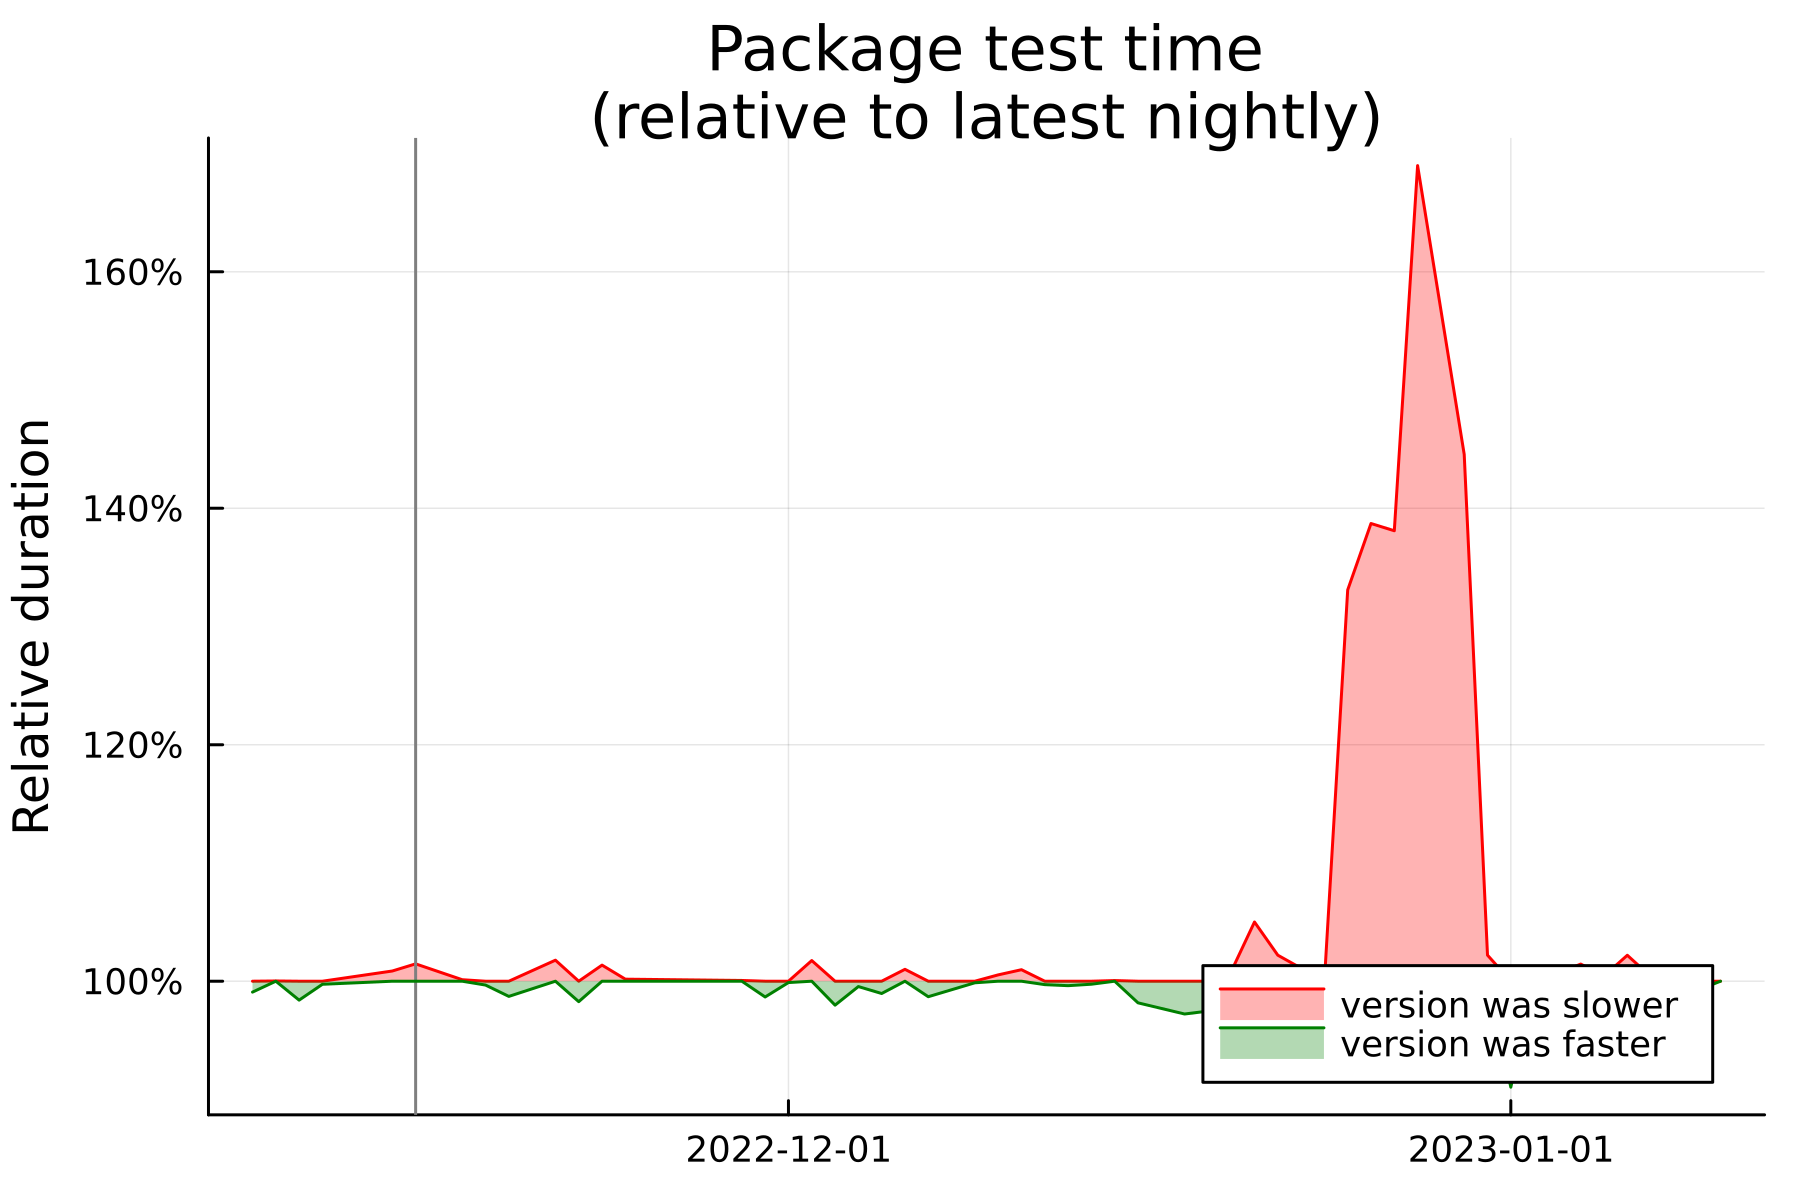 Package test time
(relative to latest nightly)
Relative duration
160%
140%
120%
100%
version was slower
version was faster
2022-12-01
2023-01-01